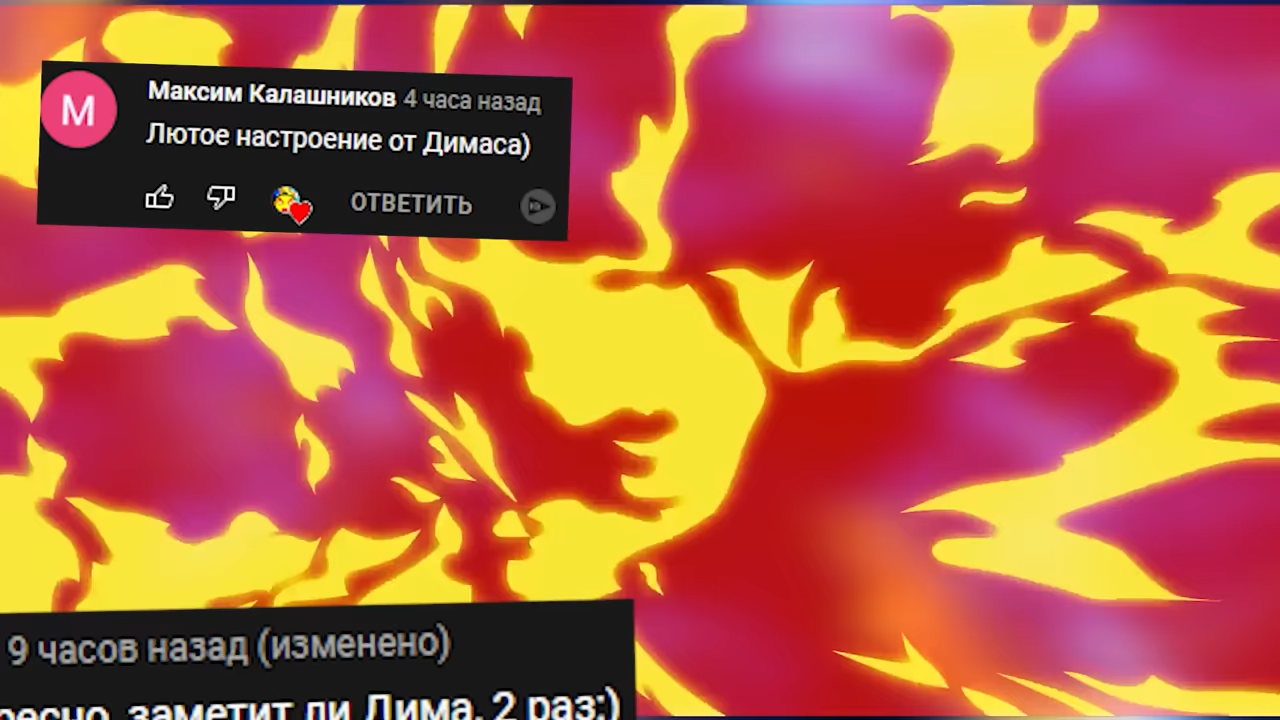 М
Максим Калашников 4 часа назад
Лютое настроение от Димаса)
ОТВЕТИТЬ
9 часов назад (изменено)
заметит ли Дима. 2 раз:)